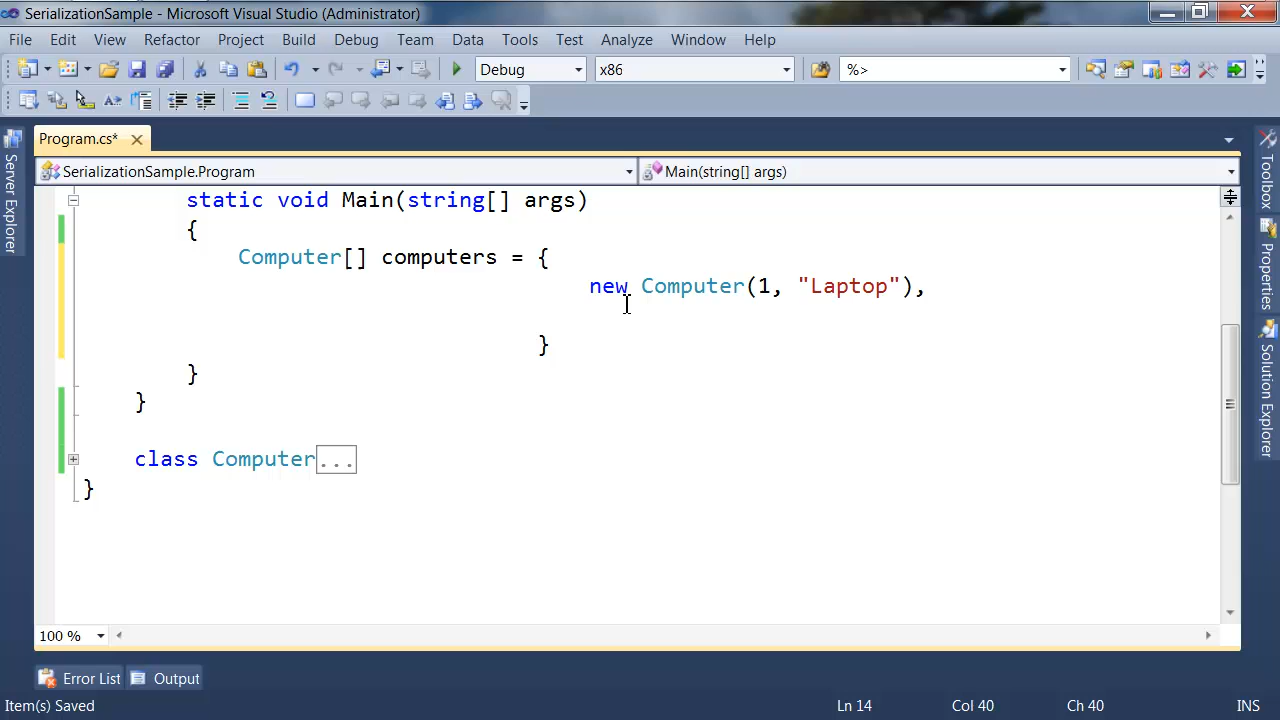 SerializationSample - Microsoft Visual Studio (Administrator)
File Edit View Refactor Project Build Debug Team Data Tools Test Analyze Window Help
Debug x86 %>
Program.cs*
SerializationSample.Program Main(string[] args)
static void Main(string[] args)
{
Computer[] computers = {
new Computer(1, "Laptop"),
}
}
}
class Computer...
}
100 %
Server Explorer
Toolbox
Properties
Solution Explorer
Error List Output
Item(s) Saved Ln 14 Col 40 Ch 40 INS